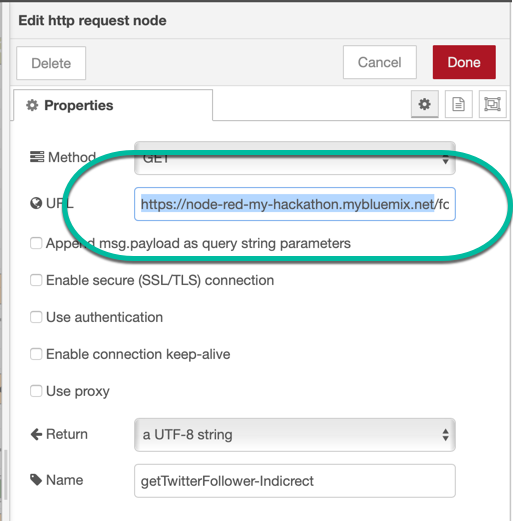 Edit http request node
Delete
Cancel
Done
Properties
Method
GET
URL
https://node-red-my-hackathon.mybluemix.net/fo
Append msg.payload as query string parameters
Enable secure (SSL/TLS) connection
Use authentication
Enable connection keep-alive
Use proxy
Return
a UTF-8 string
Name
getTwitterFollower-Indicrect